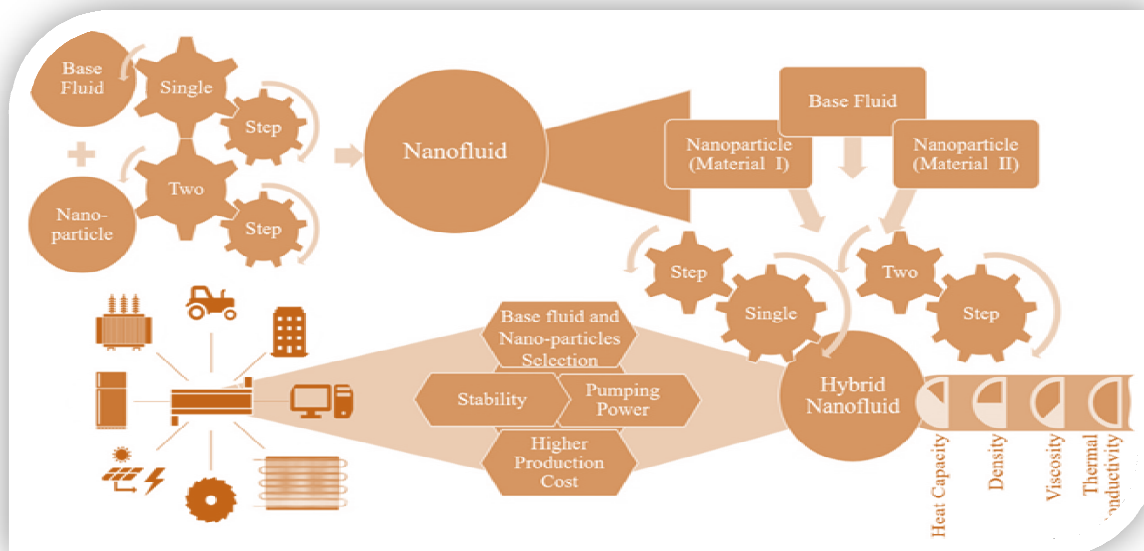 Base
Fluid
Single
Step
Nano-
particle
Two
Step
Nanofluid
Base Fluid
Nanoparticle
(Material I)
Nanoparticle
(Material II)
Step
Single
Two
Step
Base fluid and
Nano-particles
Selection
Stability
Pumping
Power
Higher
Production
Cost
Hybrid
Nanofluid
Heat Capacity
Density
Viscosity
Thermal